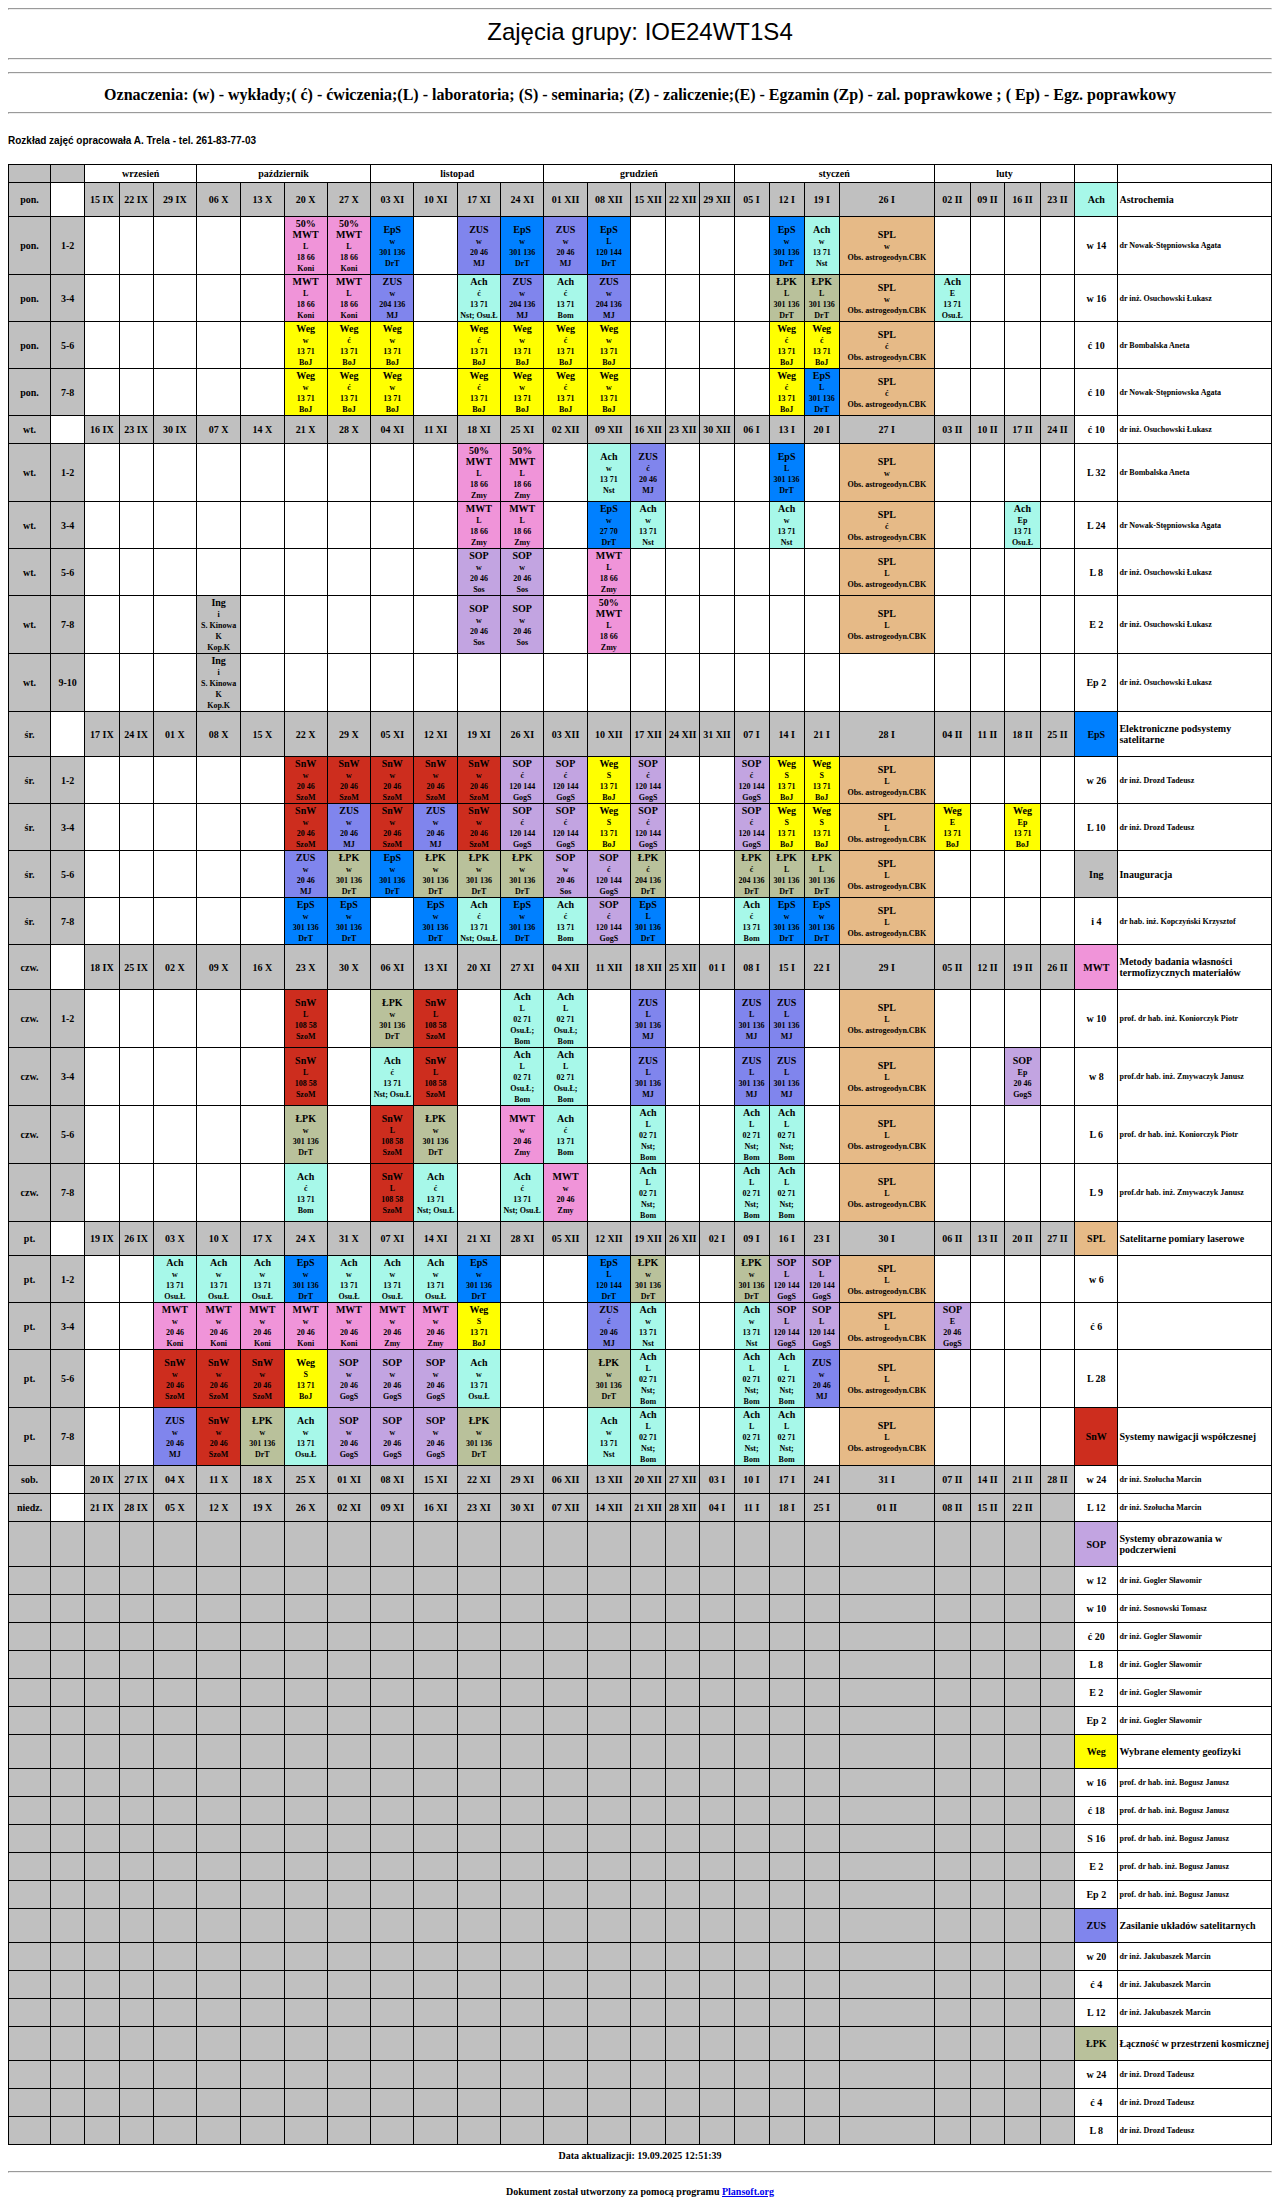 Zajęcia grupy: IOE24WT1S4
Oznaczenia: (w) - wykłady;( ć) - ćwiczenia;(L) - laboratoria; (S) - seminaria; (Z) - zaliczenie;(E) - Egzamin (Zp) - zal. poprawkowe ; ( Ep) - Egz. poprawkowy
Rozkład zajęć opracowała A. Trela - tel. 261-83-77-03
wrzesień październik listopad grudzień styczeń luty
pon. 15 IX 22 IX 29 IX 06 X 13 X 20 X 27 X 03 XI 10 XI 17 XI 24 XI 01 XII 08 XII 15 XII 22 XII 29 XII 05 I 12 I 19 I 26 I 02 II 09 II 16 II 23 II Ach Astrochemia
pon. 1-2 50% MWT L 18 66 Koni 50% MWT L 18 66 Koni EpS w 301 136 DrT ZUS w 20 46 MJ EpS w 301 136 DrT ZUS w 20 46 MJ EpS L 120 144 DrT EpS w 301 136 DrT Ach w 13 71 Nst SPL w Obs. astrogeodyn.CBK w 14 dr Nowak-Stępniowska Agata
pon. 3-4 MWT L 18 66 Koni MWT L 18 66 Koni ZUS w 204 136 MJ Ach ć 13 71 Nst; Osu.Ł ZUS w 204 136 MJ Ach ć 13 71 Bom ZUS w 204 136 MJ ŁPK L 301 136 DrT ŁPK L 301 136 DrT SPL w Obs. astrogeodyn.CBK Ach E 13 71 Osu.Ł w 16 dr inż. Osuchowski Łukasz
pon. 5-6 Weg w 13 71 BoJ Weg ć 13 71 BoJ Weg w 13 71 BoJ Weg ć 13 71 BoJ Weg w 13 71 BoJ Weg ć 13 71 BoJ Weg w 13 71 BoJ Weg ć 13 71 BoJ Weg ć 13 71 BoJ SPL ć Obs. astrogeodyn.CBK ć 10 dr Bombalska Aneta
pon. 7-8 Weg w 13 71 BoJ Weg ć 13 71 BoJ Weg w 13 71 BoJ Weg ć 13 71 BoJ Weg w 13 71 BoJ Weg ć 13 71 BoJ Weg w 13 71 BoJ Weg ć 13 71 BoJ EpS L 301 136 DrT SPL ć Obs. astrogeodyn.CBK ć 10 dr Nowak-Stępniowska Agata
wt. 16 IX 23 IX 30 IX 07 X 14 X 21 X 28 X 04 XI 11 XI 18 XI 25 XI 02 XII 09 XII 16 XII 23 XII 30 XII 06 I 13 I 20 I 27 I 03 II 10 II 17 II 24 II ć 10 dr inż. Osuchowski Łukasz
wt. 1-2 50% MWT L 18 66 Zmy 50% MWT L 18 66 Zmy Ach w 13 71 Nst ZUS ć 20 46 MJ EpS L 301 136 DrT SPL w Obs. astrogeodyn.CBK L 32 dr Bombalska Aneta
wt. 3-4 MWT L 18 66 Zmy MWT L 18 66 Zmy EpS w 27 70 DrT Ach w 13 71 Nst Ach w 13 71 Nst SPL ć Obs. astrogeodyn.CBK Ach Ep 13 71 Osu.Ł L 24 dr Nowak-Stępniowska Agata
wt. 5-6 SOP w 20 46 Sos SOP w 20 46 Sos MWT L 18 66 Zmy SPL L Obs. astrogeodyn.CBK L 8 dr inż. Osuchowski Łukasz
wt. 7-8 Ing i S. Kinowa K Kop.K SOP w 20 46 Sos SOP w 20 46 Sos 50% MWT L 18 66 Zmy SPL L Obs. astrogeodyn.CBK E 2 dr inż. Osuchowski Łukasz
wt. 9-10 Ing i S. Kinowa K Kop.K Ep 2 dr inż. Osuchowski Łukasz
śr. 17 IX 24 IX 01 X 08 X 15 X 22 X 29 X 05 XI 12 XI 19 XI 26 XI 03 XII 10 XII 17 XII 24 XII 31 XII 07 I 14 I 21 I 28 I 04 II 11 II 18 II 25 II EpS Elektroniczne podsystemy satelitarne
śr. 1-2 SnW w 20 46 SzoM SnW w 20 46 SzoM SnW w 20 46 SzoM SnW w 20 46 SzoM SnW w 20 46 SzoM SOP ć 120 144 GogS SOP ć 120 144 GogS Weg S 13 71 BoJ SOP ć 120 144 GogS SOP ć 120 144 GogS Weg S 13 71 BoJ Weg S 13 71 BoJ SPL L Obs. astrogeodyn.CBK w 26 dr inż. Drozd Tadeusz
śr. 3-4 SnW w 20 46 SzoM ZUS w 20 46 MJ SnW w 20 46 SzoM ZUS w 20 46 MJ SnW w 20 46 SzoM SOP ć 120 144 GogS SOP ć 120 144 GogS Weg S 13 71 BoJ SOP ć 120 144 GogS SOP ć 120 144 GogS Weg S 13 71 BoJ Weg S 13 71 BoJ SPL L Obs. astrogeodyn.CBK Weg E 13 71 BoJ Weg Ep 13 71 BoJ L 10 dr inż. Drozd Tadeusz
śr. 5-6 ZUS w 20 46 MJ ŁPK w 301 136 DrT EpS w 301 136 DrT ŁPK w 301 136 DrT ŁPK w 301 136 DrT ŁPK w 301 136 DrT SOP w 20 46 Sos SOP ć 120 144 GogS ŁPK ć 204 136 DrT ŁPK ć 204 136 DrT ŁPK L 301 136 DrT ŁPK L 301 136 DrT SPL L Obs. astrogeodyn.CBK Ing Inauguracja
śr. 7-8 EpS w 301 136 DrT EpS w 301 136 DrT EpS w 301 136 DrT Ach ć 13 71 Nst; Osu.Ł EpS w 301 136 DrT Ach ć 13 71 Bom SOP ć 120 144 GogS EpS L 301 136 DrT Ach ć 13 71 Bom EpS w 301 136 DrT EpS w 301 136 DrT SPL L Obs. astrogeodyn.CBK i 4 dr hab. inż. Kopczyński Krzysztof
czw. 18 IX 25 IX 02 X 09 X 16 X 23 X 30 X 06 XI 13 XI 20 XI 27 XI 04 XII 11 XII 18 XII 25 XII 01 I 08 I 15 I 22 I 29 I 05 II 12 II 19 II 26 II MWT Metody badania własności termofizycznych materiałów
czw. 1-2 SnW L 108 58 SzoM ŁPK w 301 136 DrT SnW L 108 58 SzoM Ach L 02 71 Osu.Ł; Bom Ach L 02 71 Osu.Ł; Bom ZUS L 301 136 MJ ZUS L 301 136 MJ ZUS L 301 136 MJ SPL L Obs. astrogeodyn.CBK w 10 prof. dr hab. inż. Koniorczyk Piotr
czw. 3-4 SnW L 108 58 SzoM Ach ć 13 71 Nst; Osu.Ł SnW L 108 58 SzoM Ach L 02 71 Osu.Ł; Bom Ach L 02 71 Osu.Ł; Bom ZUS L 301 136 MJ ZUS L 301 136 MJ ZUS L 301 136 MJ SPL L Obs. astrogeodyn.CBK SOP Ep 20 46 GogS w 8 prof.dr hab. inż. Zmywaczyk Janusz
czw. 5-6 ŁPK w 301 136 DrT SnW L 108 58 SzoM ŁPK w 301 136 DrT MWT w 20 46 Zmy Ach ć 13 71 Bom Ach L 02 71 Nst; Bom Ach L 02 71 Nst; Bom Ach L 02 71 Nst; Bom SPL L Obs. astrogeodyn.CBK L 6 prof. dr hab. inż. Koniorczyk Piotr
czw. 7-8 Ach ć 13 71 Bom SnW L 108 58 SzoM Ach ć 13 71 Nst; Osu.Ł Ach ć 13 71 Nst; Osu.Ł MWT w 20 46 Zmy Ach L 02 71 Nst; Bom Ach L 02 71 Nst; Bom Ach L 02 71 Nst; Bom SPL L Obs. astrogeodyn.CBK L 9 prof.dr hab. inż. Zmywaczyk Janusz
pt. 19 IX 26 IX 03 X 10 X 17 X 24 X 31 X 07 XI 14 XI 21 XI 28 XI 05 XII 12 XII 19 XII 26 XII 02 I 09 I 16 I 23 I 30 I 06 II 13 II 20 II 27 II SPL Satelitarne pomiary laserowe
pt. 1-2 Ach w 13 71 Osu.Ł Ach w 13 71 Osu.Ł Ach w 13 71 Osu.Ł EpS w 301 136 DrT Ach w 13 71 Osu.Ł Ach w 13 71 Osu.Ł Ach w 13 71 Osu.Ł EpS w 301 136 DrT EpS L 120 144 DrT ŁPK w 301 136 DrT ŁPK w 301 136 DrT SOP L 120 144 GogS SOP L 120 144 GogS SPL L Obs. astrogeodyn.CBK w 6
pt. 3-4 MWT w 20 46 Koni MWT w 20 46 Koni MWT w 20 46 Koni MWT w 20 46 Koni MWT w 20 46 Koni MWT w 20 46 Zmy MWT w 20 46 Zmy Weg S 13 71 BoJ ZUS ć 20 46 MJ Ach w 13 71 Nst Ach w 13 71 Nst SOP L 120 144 GogS SOP L 120 144 GogS SPL L Obs. astrogeodyn.CBK SOP E 20 46 GogS ć 6
pt. 5-6 SnW w 20 46 SzoM SnW w 20 46 SzoM SnW w 20 46 SzoM Weg S 13 71 BoJ SOP w 20 46 GogS SOP w 20 46 GogS SOP w 20 46 GogS Ach w 13 71 Osu.Ł ŁPK w 301 136 DrT Ach L 02 71 Nst; Bom Ach L 02 71 Nst; Bom Ach L 02 71 Nst; Bom ZUS w 20 46 MJ SPL L Obs. astrogeodyn.CBK L 28
pt. 7-8 ZUS w 20 46 MJ SnW w 20 46 SzoM ŁPK w 301 136 DrT Ach w 13 71 Osu.Ł SOP w 20 46 GogS SOP w 20 46 GogS SOP w 20 46 GogS ŁPK w 301 136 DrT Ach w 13 71 Nst Ach L 02 71 Nst; Bom Ach L 02 71 Nst; Bom Ach L 02 71 Nst; Bom SPL L Obs. astrogeodyn.CBK SnW Systemy nawigacji współczesnej
sob. 20 IX 27 IX 04 X 11 X 18 X 25 X 01 XI 08 XI 15 XI 22 XI 29 XI 06 XII 13 XII 20 XII 27 XII 03 I 10 I 17 I 24 I 31 I 07 II 14 II 21 II 28 II w 24 dr inż. Szołucha Marcin
niedz. 21 IX 28 IX 05 X 12 X 19 X 26 X 02 XI 09 XI 16 XI 23 XI 30 XI 07 XII 14 XII 21 XII 28 XII 04 I 11 I 18 I 25 I 01 II 08 II 15 II 22 II L 12 dr inż. Szołucha Marcin
SOP Systemy obrazowania w podczerwieni
w 12 dr inż. Gogler Sławomir
w 10 dr inż. Sosnowski Tomasz
ć 20 dr inż. Gogler Sławomir
L 8 dr inż. Gogler Sławomir
E 2 dr inż. Gogler Sławomir
Ep 2 dr inż. Gogler Sławomir
Weg Wybrane elementy geofizyki
w 16 prof. dr hab. inż. Bogusz Janusz
ć 18 prof. dr hab. inż. Bogusz Janusz
S 16 prof. dr hab. inż. Bogusz Janusz
E 2 prof. dr hab. inż. Bogusz Janusz
Ep 2 prof. dr hab. inż. Bogusz Janusz
ZUS Zasilanie układów satelitarnych
w 20 dr inż. Jakubaszek Marcin
ć 4 dr inż. Jakubaszek Marcin
L 12 dr inż. Jakubaszek Marcin
ŁPK Łączność w przestrzeni kosmicznej
w 24 dr inż. Drozd Tadeusz
ć 4 dr inż. Drozd Tadeusz
L 8 dr inż. Drozd Tadeusz
Data aktualizacji: 19.09.2025 12:51:39
Dokument został utworzony za pomocą programu Plansoft.org